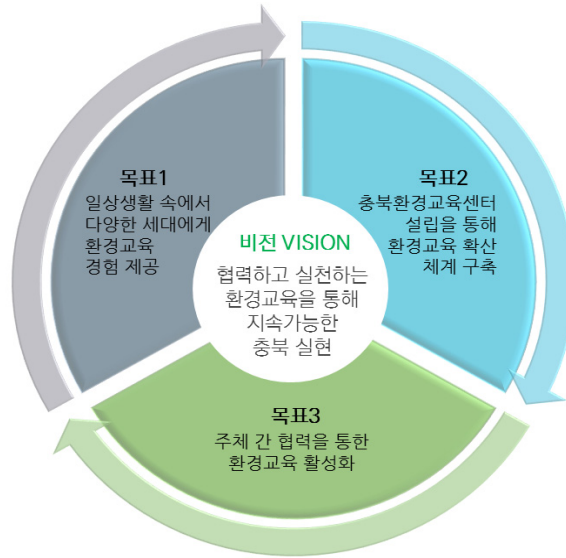 목표1
일상생활 속에서
다양한 세대에게
환경교육
경험 제공
목표2
충북환경교육센터
설립을 통해
환경교육 확산
체계 구축
비전 VISION
협력하고 실천하는
환경교육을 통해
지속가능한
충북 실현
목표3
주체 간 협력을 통한
환경교육 활성화